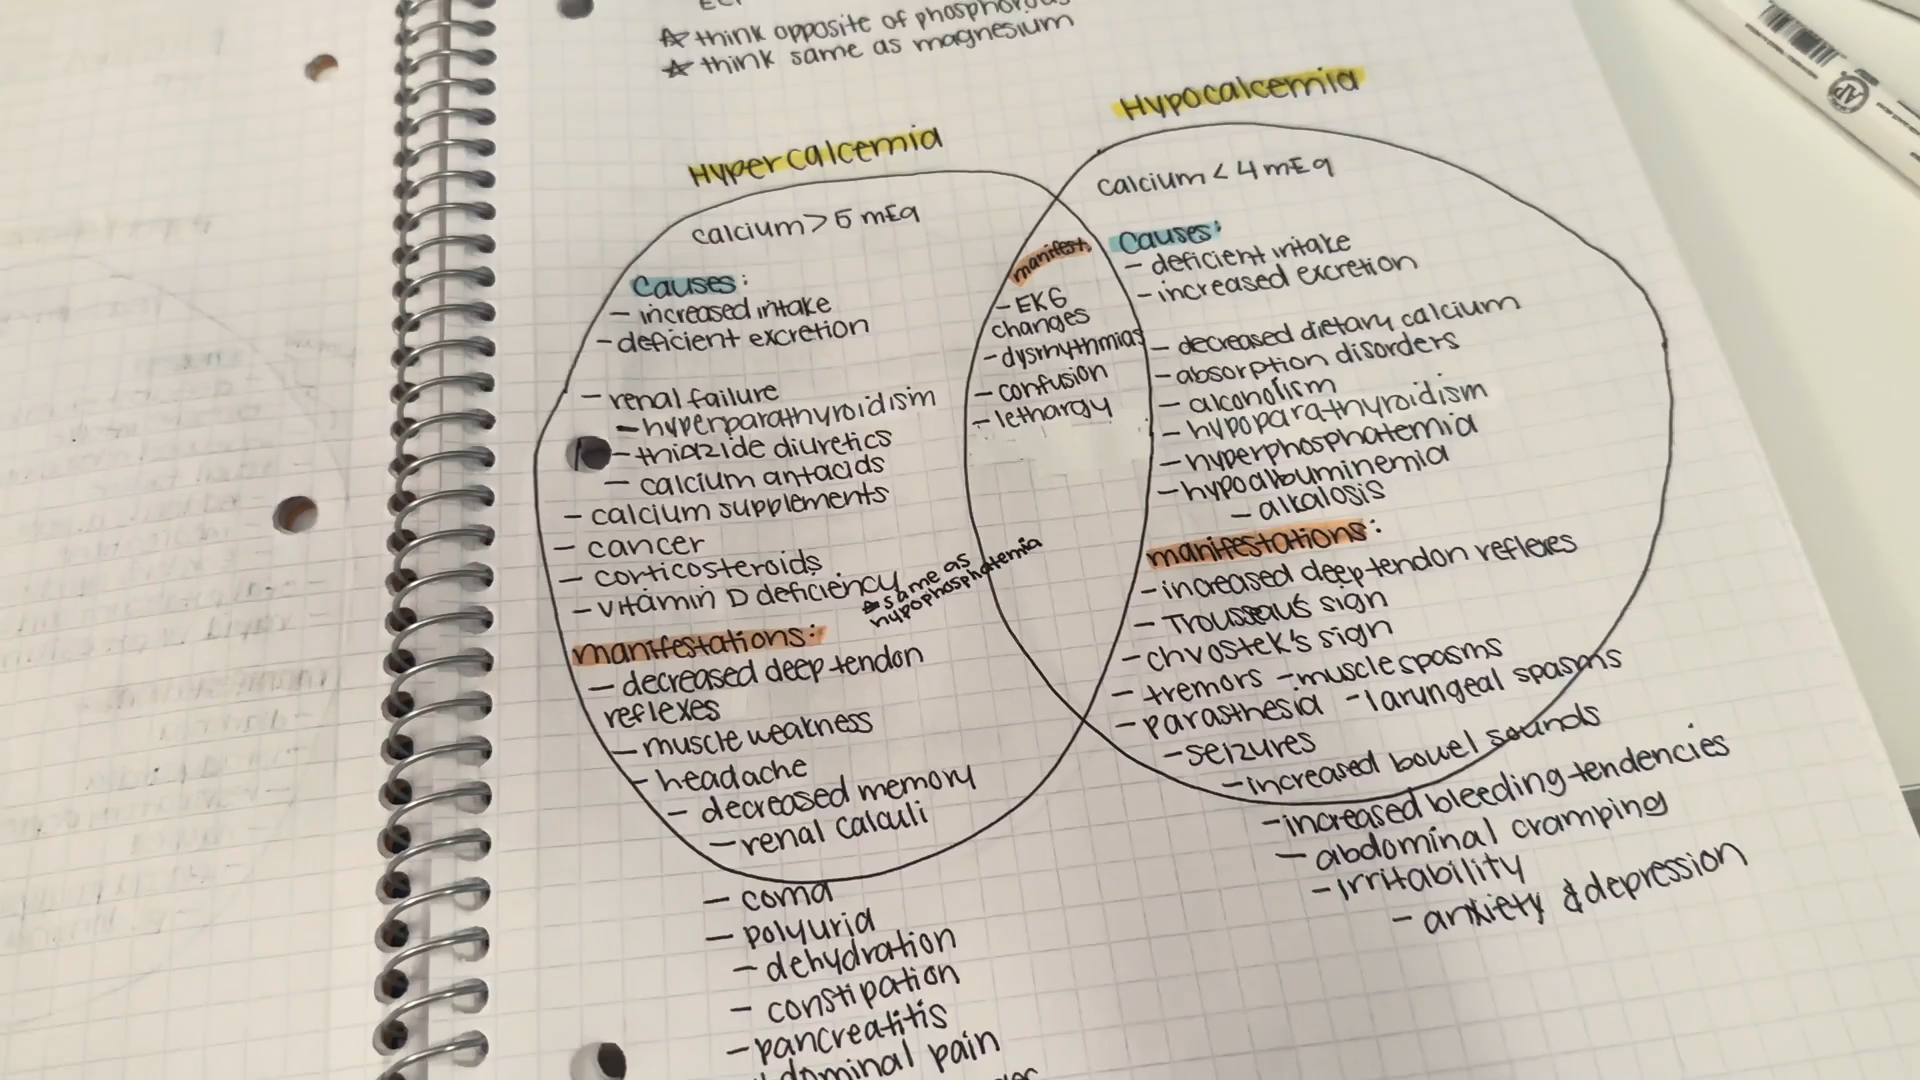 ☆ think opposite of phosphorous
☆ think same as magnesium
Hypercalcemia
calcium > 5 mEq
Causes:
- increased intake
- deficient excretion
- renal failure
- hyperparathyroidism
- thiazide diuretics
- calcium antacids
- calcium supplements
- cancer
- corticosteroids
- vitamin D deficiency
☆ same as
hypophosphatemia
manifestations:
- decreased deep tendon
reflexes
- muscle weakness
- headache
- decreased memory
- renal calculi
- coma
- polyuria
- dehydration
- constipation
- pancreatitis
pain
manifest.
- EKG
changes
- dysrhythmias
- confusion
- lethargy
Hypocalcemia
calcium < 4 mEq
Causes:
- deficient intake
- increased excretion
- decreased dietary calcium
- absorption disorders
- alcoholism
- hypoparathyroidism
- hyperphosphatemia
- hypoalbuminemia
- alkalosis
manifestations:
- increased deep tendon reflexes
- Trousseau's sign
- chvostek's sign
- tremors - muscle spasms
- parasthesia - laryngeal spasms
- seizures
- increased bowel sounds
- increased bleeding tendencies
- abdominal cramping
- irritability
- anxiety & depression
AP